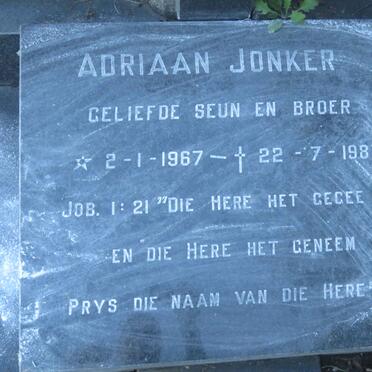 ADRIAAN JONKER
GELIEFDE SEUN EN BROER
☆ 2-1-1967 — † 22-7-198
JOB. 1:21 "DIE HERE HET GEGEE
EN DIE HERE HET GENEEM
PRYS DIE NAAM VAN DIE HERE"